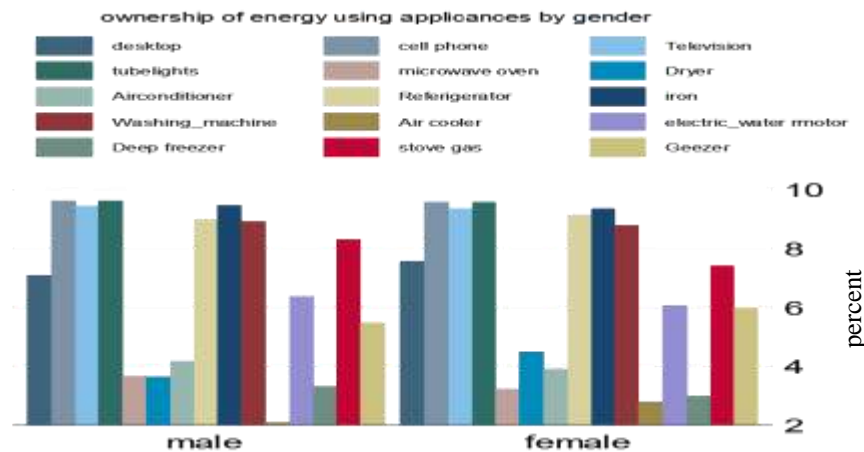 ownership of energy using applicances by gender
desktop cell phone Television
tubelights microwave oven Dryer
Airconditioner Referigerator iron
Washing_machine Air cooler electric_water rmotor
Deep freezer stove gas Geezer
10
8
6
4
2
percent
male female